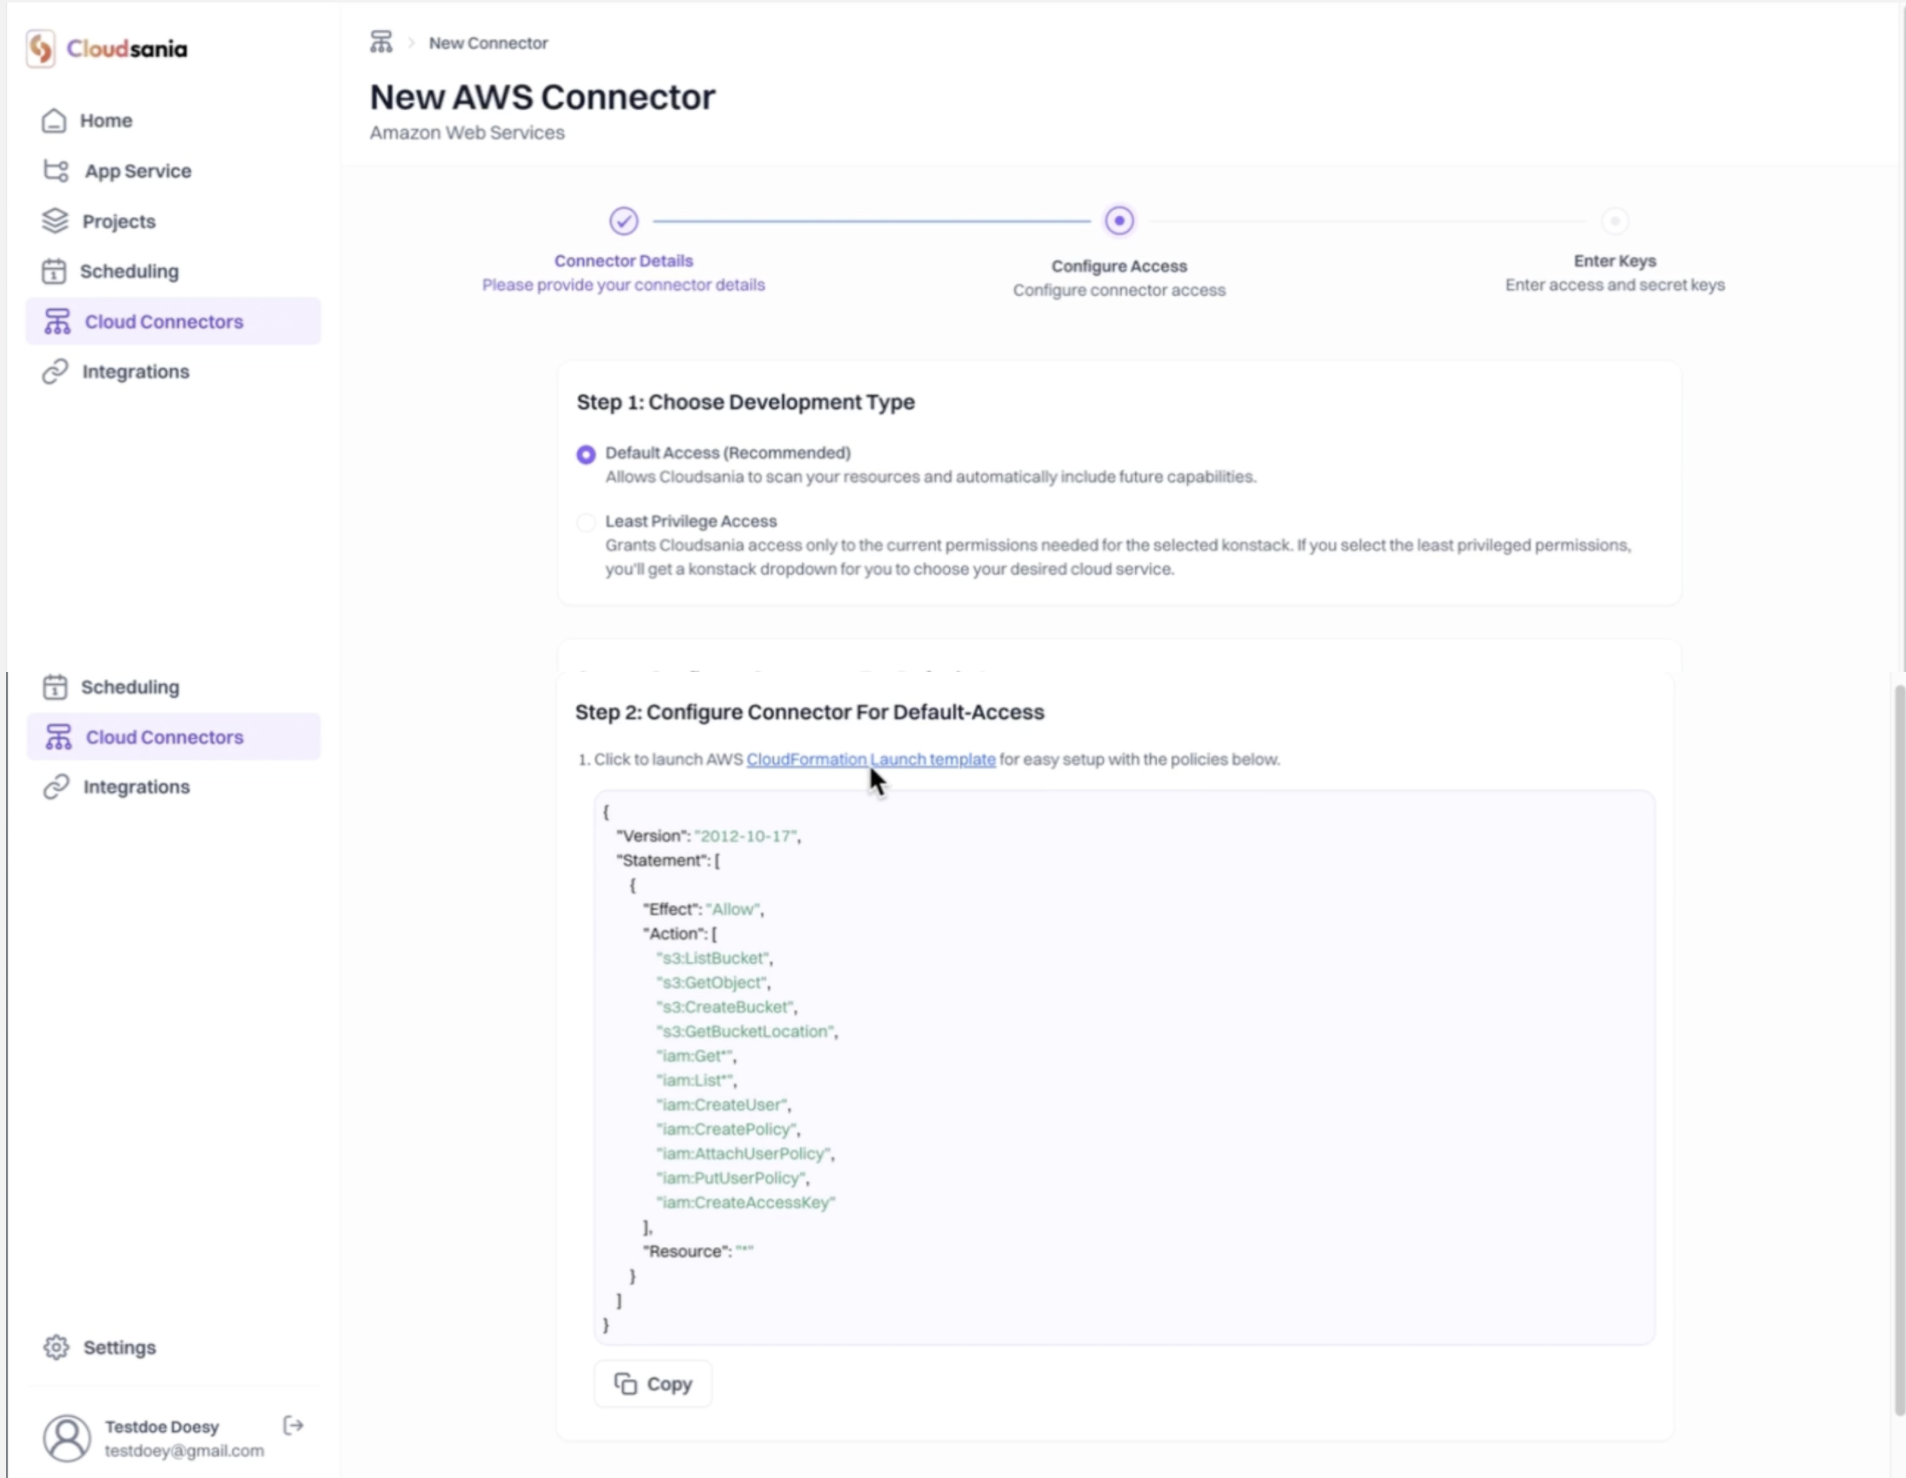 Cloudsania
Home
App Service
Projects
Scheduling
Cloud Connectors
Integrations
New Connector
New AWS Connector
Amazon Web Services
Connector Details
Please provide your connector details
Configure Access
Configure connector access
Enter Keys
Enter access and secret keys
Step 1: Choose Development Type
Default Access (Recommended)
Allows Cloudsania to scan your resources and automatically include future capabilities.
Least Privilege Access
Grants Cloudsania access only to the current permissions needed for the selected konstack. If you select the least privileged permissions,
you'll get a konstack dropdown for you to choose your desired cloud service.
Scheduling
Cloud Connectors
Integrations
Settings
Testdoe Doesy
testdoey@gmail.com
Step 2: Configure Connector For Default-Access
1. Click to launch AWS CloudFormation Launch template for easy setup with the policies below.
{
"Version": "2012-10-17",
"Statement": [
{
"Effect": "Allow",
"Action": [
"s3:ListBucket",
"s3:GetObject",
"s3:CreateBucket",
"s3:GetBucketLocation",
"iam:Get*",
"iam:List*",
"iam:CreateUser",
"iam:CreatePolicy",
"iam:AttachUserPolicy",
"iam:PutUserPolicy",
"iam:CreateAccessKey"
],
"Resource": "*"
}
]
}
Copy